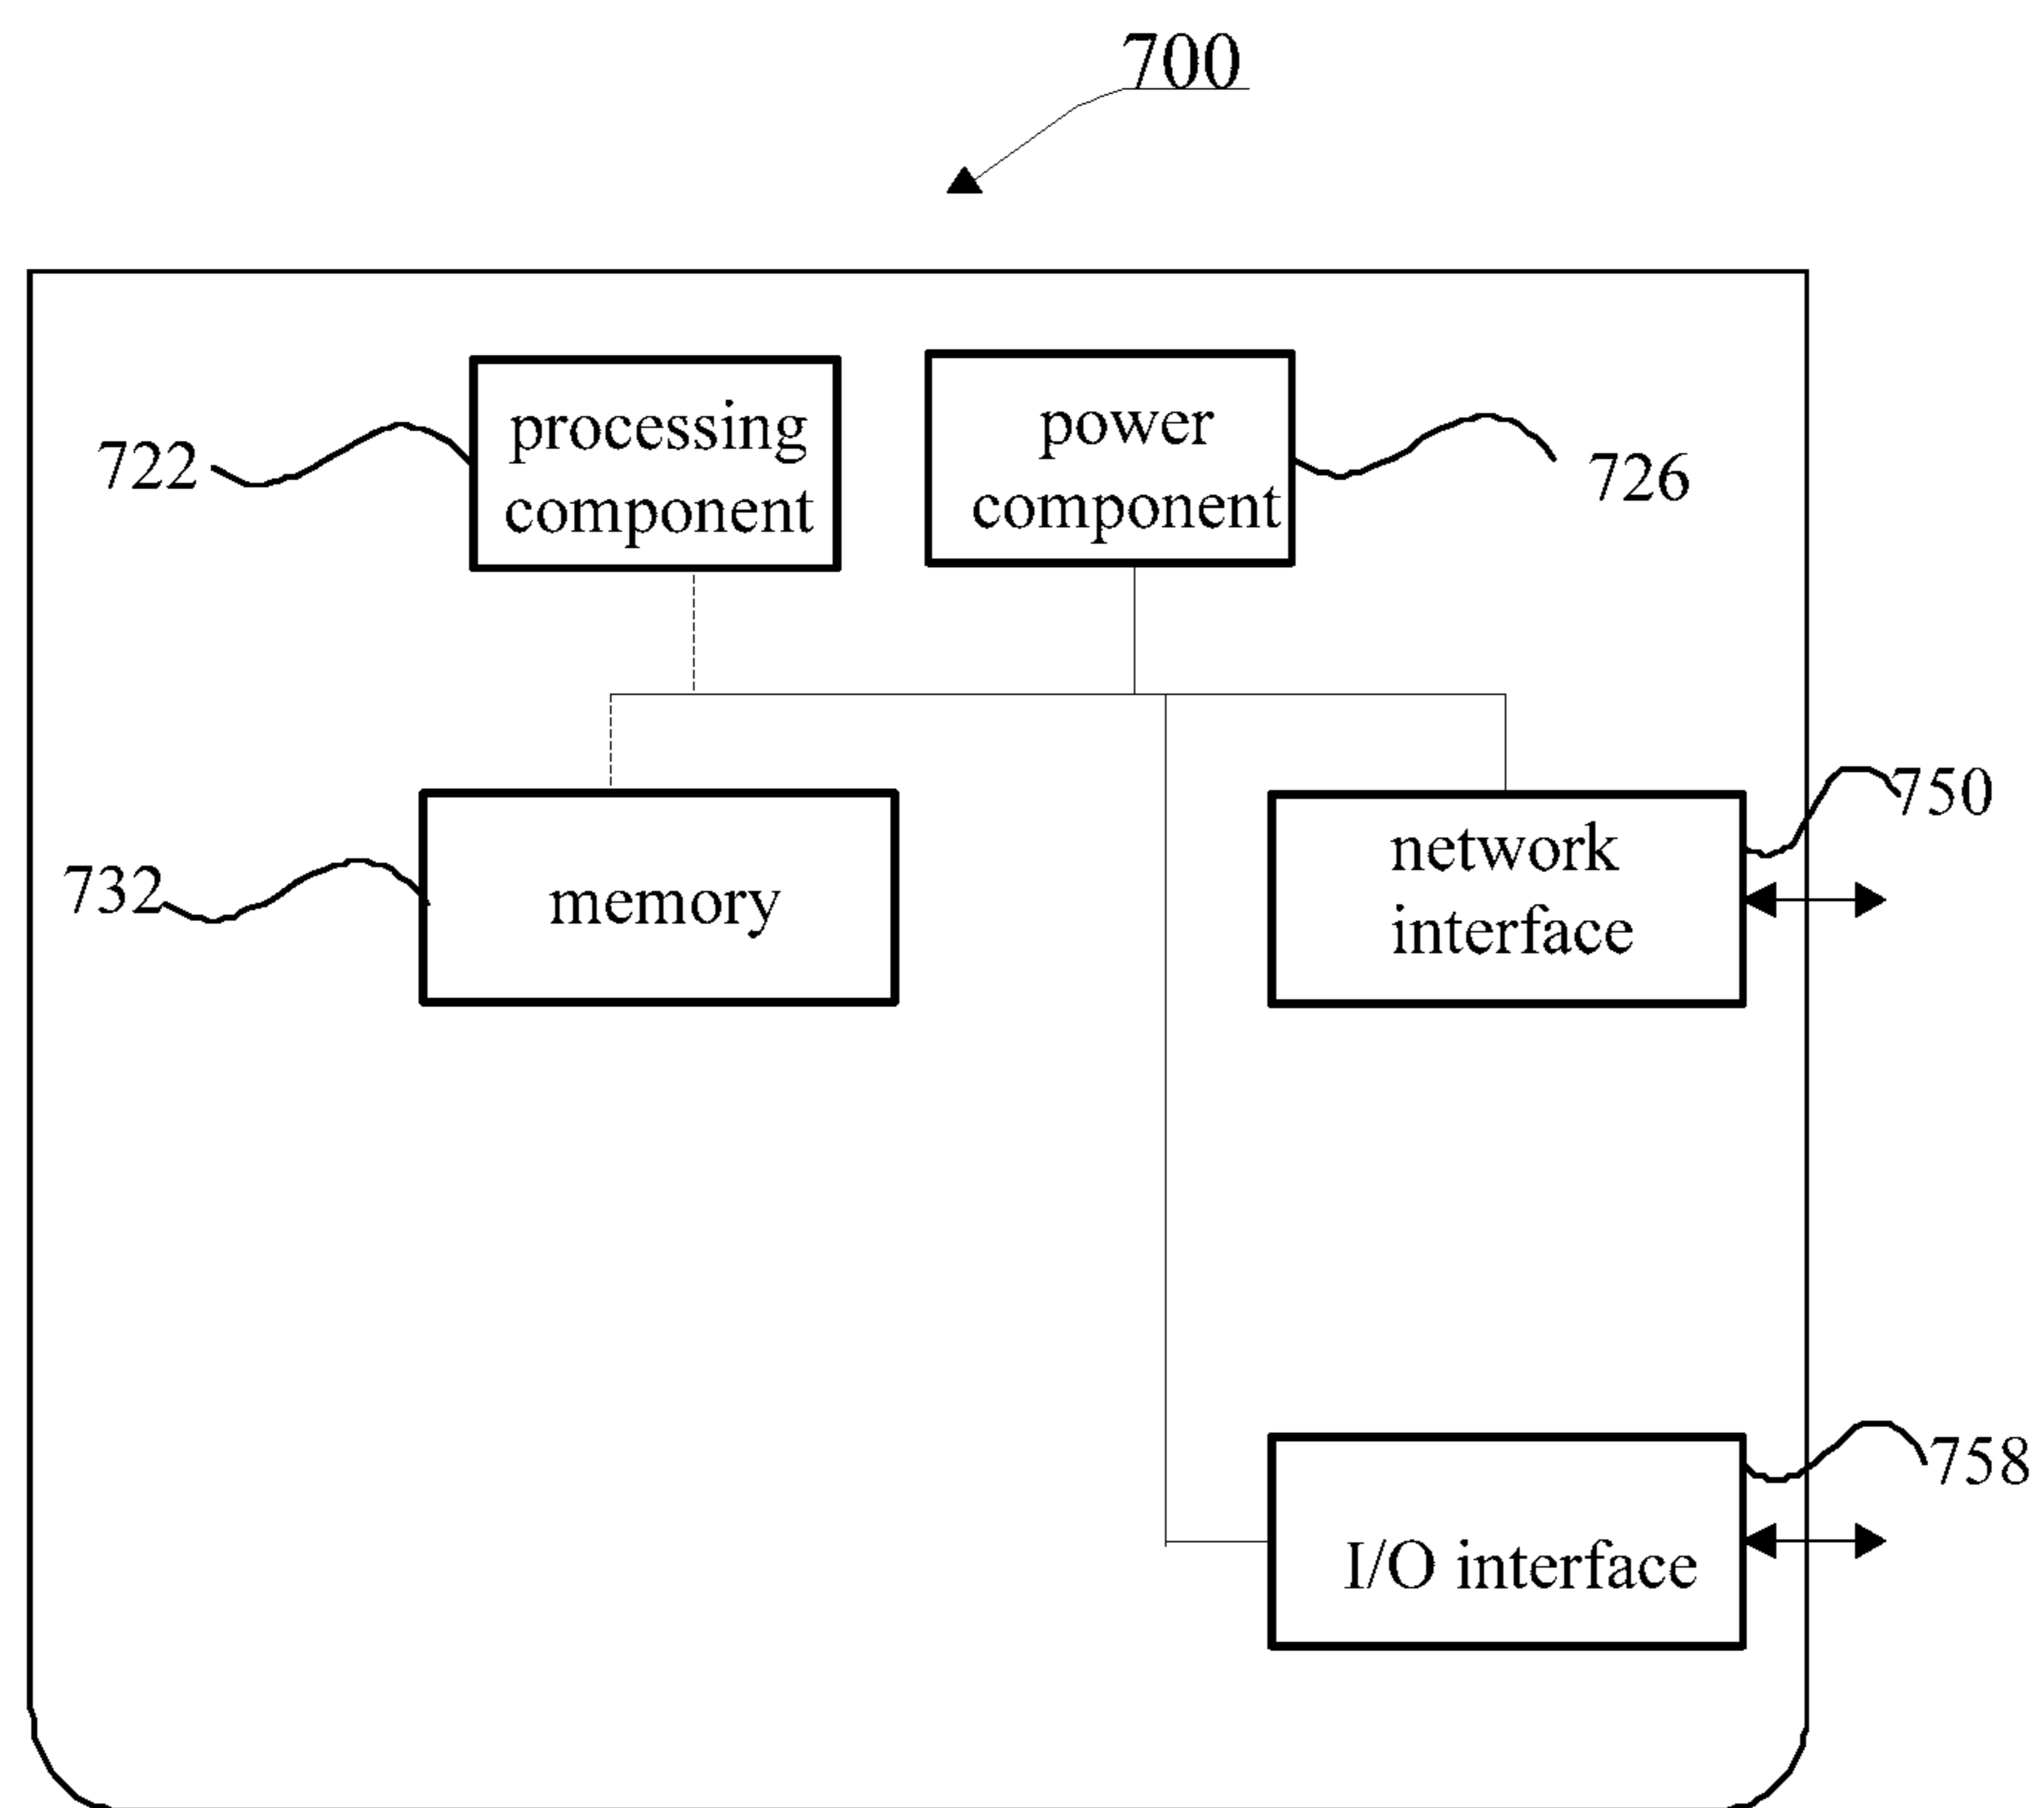 700
processing
component
power
component
722
726
memory
732
network
interface
750
I/O interface
758